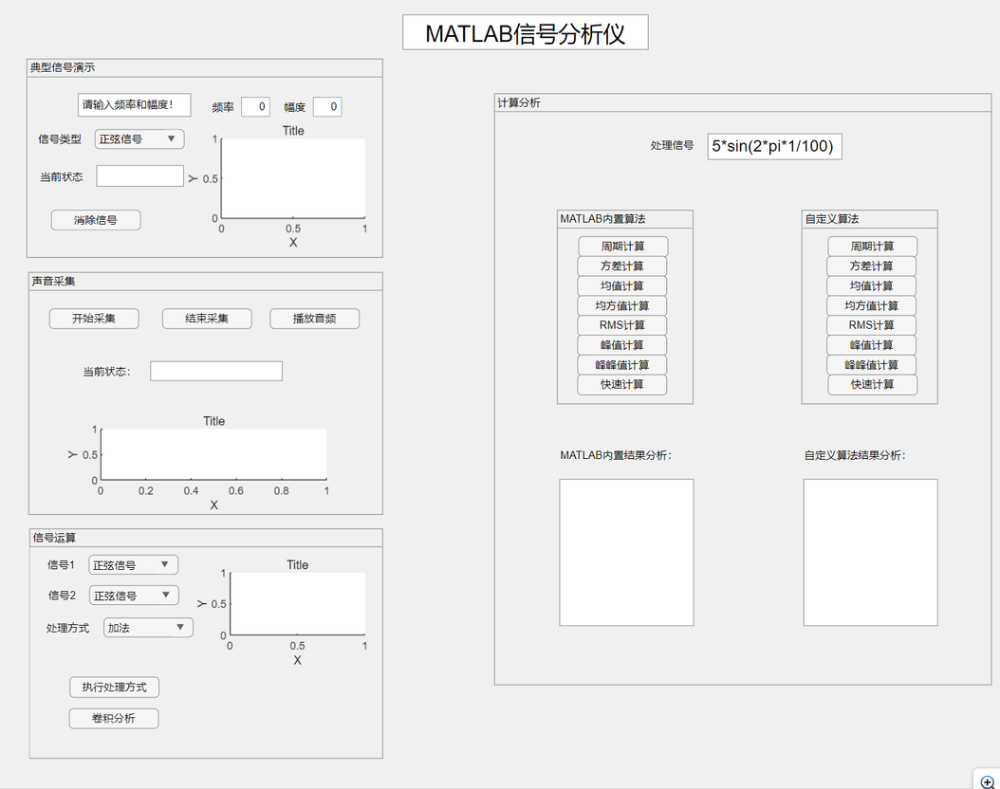 MATLAB信号分析仪
典型信号演示
请输入频率和幅度！
频率 0 幅度 0
信号类型 正弦信号
当前状态
消除信号
Title
1
0.5
0
Y
0 0.5 1
X
声音采集
开始采集 结束采集 播放音频
当前状态：
Title
1
0.5
0
Y
0 0.2 0.4 0.6 0.8 1
X
信号运算
信号1 正弦信号
信号2 正弦信号
处理方式 加法
执行处理方式
卷积分析
Title
1
0.5
0
Y
0 0.5 1
X
计算分析
处理信号 5*sin(2*pi*1/100)
MATLAB内置算法
周期计算
方差计算
均值计算
均方值计算
RMS计算
峰值计算
峰峰值计算
快速计算
自定义算法
周期计算
方差计算
均值计算
均方值计算
RMS计算
峰值计算
峰峰值计算
快速计算
MATLAB内置结果分析：
自定义算法结果分析：